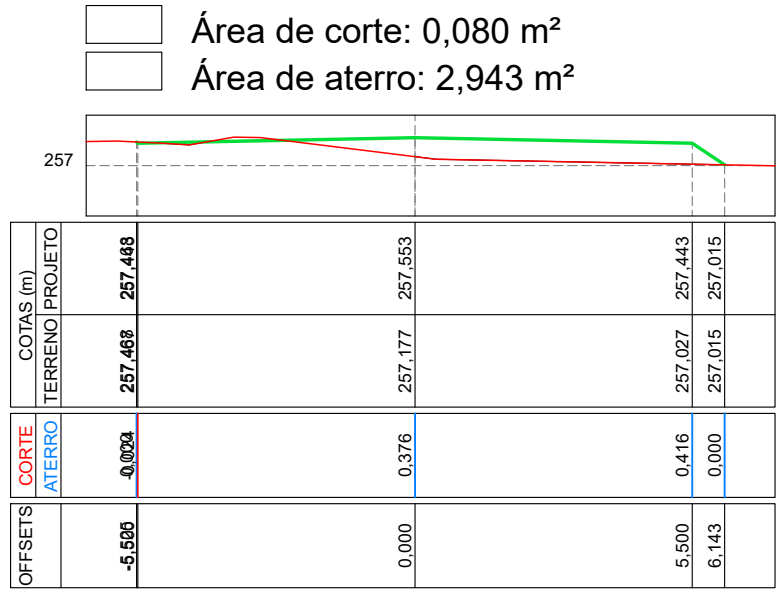 Área de corte: 0,080 m²
Área de aterro: 2,943 m²
257
COTAS (m)
PROJETO
257,553
257,443
257,015
TERRENO
257,177
257,027
257,015
CORTE
ATERRO
0,376
0,416
0,000
OFFSETS
0,000
5,500
6,143